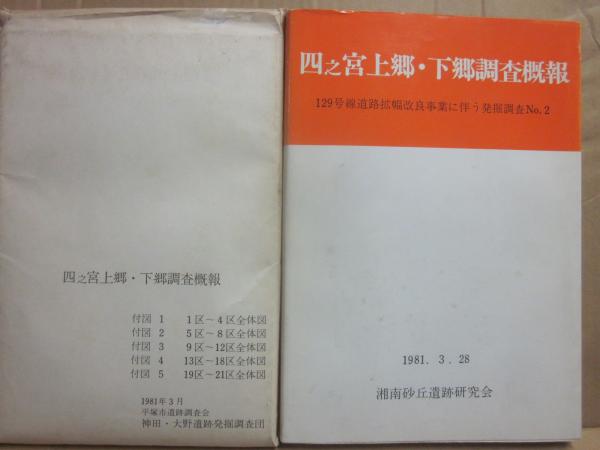 四之宮上郷・下郷調査概報
付図 1 1区～4区全体図
付図 2 5区～8区全体図
付図 3 9区～12区全体図
付図 4 13区～18区全体図
付図 5 19区～21区全体図
1981年3月
平塚市遺跡調査会
神田・大野遺跡発掘調査団
四之宮上郷・下郷調査概報
129号線道路拡幅改良事業に伴う発掘調査No.2
1981. 3. 28
湘南砂丘遺跡研究会